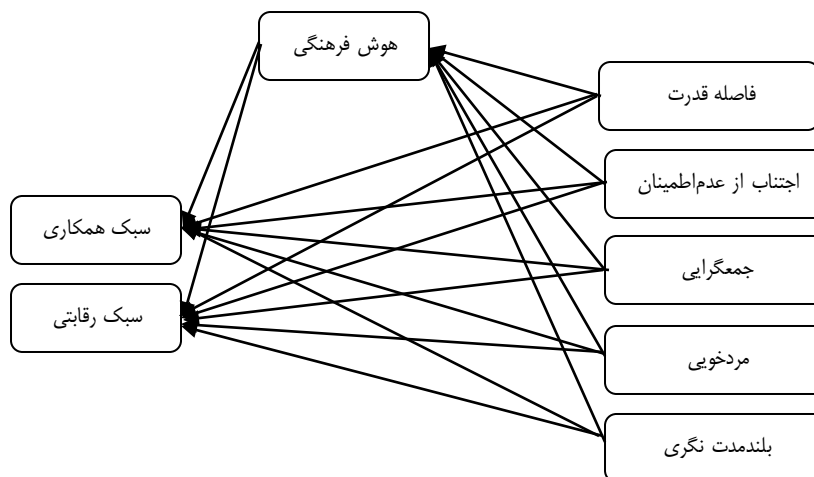 هوش فرهنگی
فاصله قدرت
اجتناب از عدم‌اطمینان
سبک همکاری
جمعگرایی
سبک رقابتی
مردخویی
بلندمدت نگری